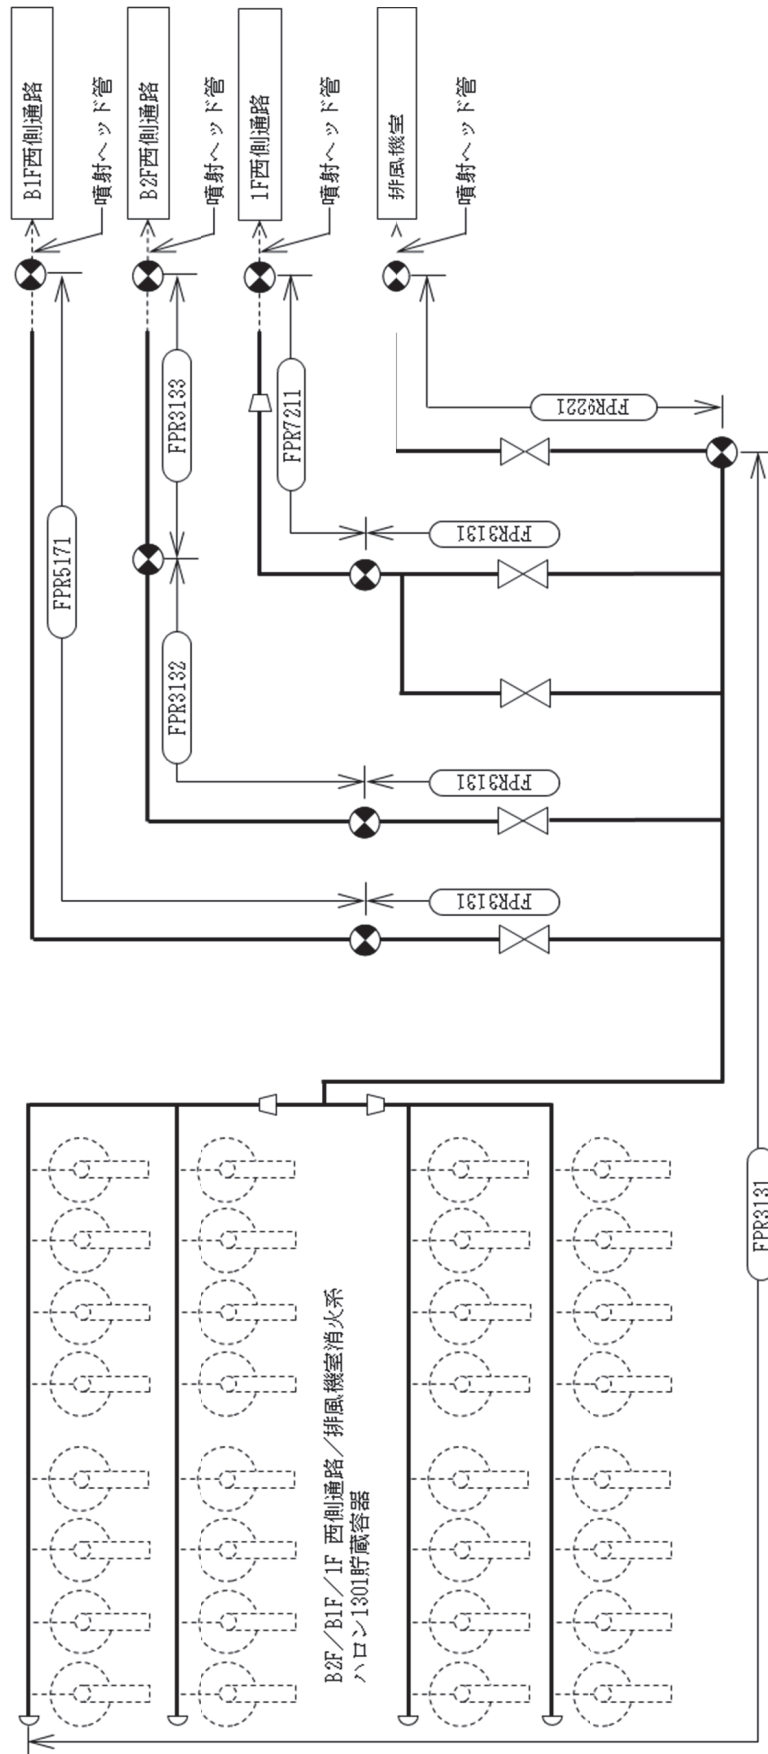 B1F西側通路
噴射ヘッド管
B2F西側通路
噴射ヘッド管
1F西側通路
噴射ヘッド管
排風機室
噴射ヘッド管
FPR5171
FPR3133
FPR3132
FPR7211
FPR9221
FPR3131
FPR3131
FPR3131
FPR3131
B2F／B1F／1F 西側通路／排風機室消火系
ハロン1301貯蔵容器